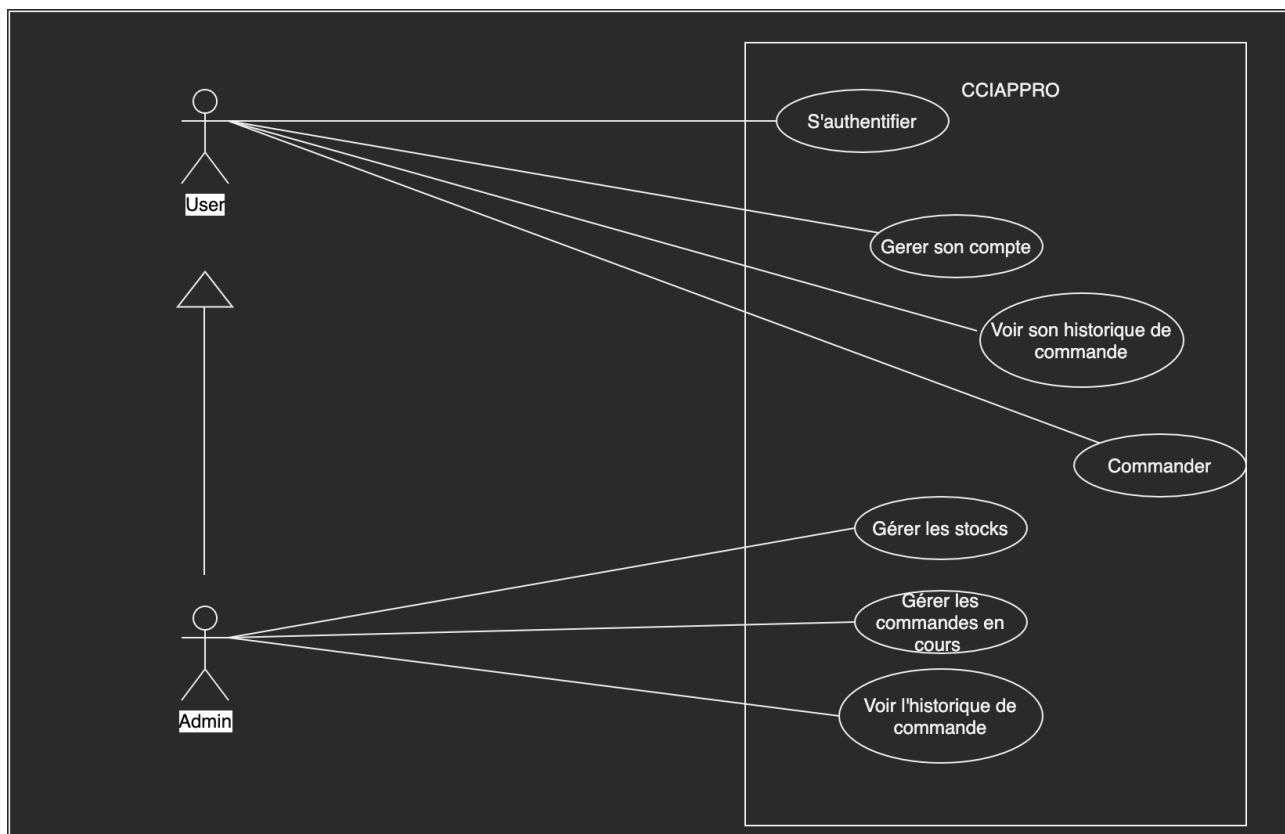 CCIAPPRO
S'authentifier
User
Gerer son compte
Voir son historique de
commande
Commander
Gérer les stocks
Gérer les
commandes en
cours
Voir l'historique de
commande
Admin